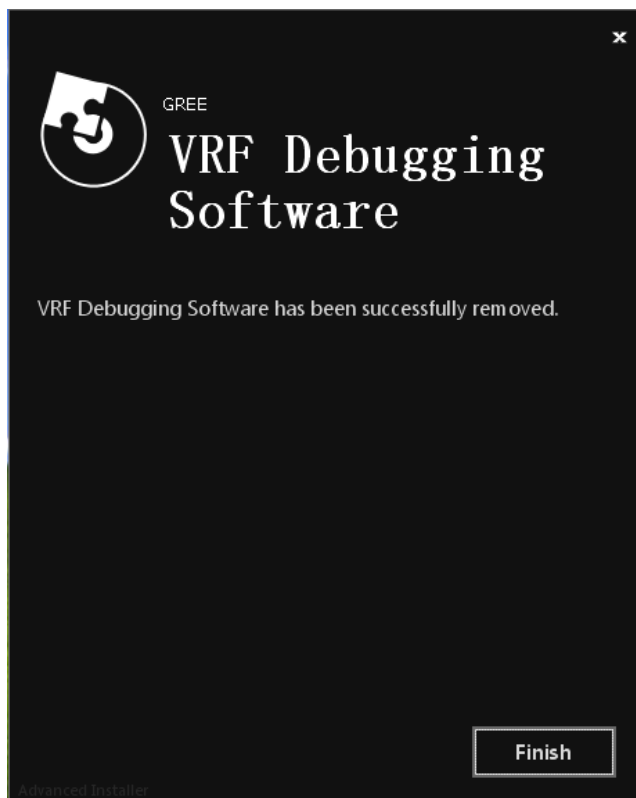 GREE
VRF Debugging
Software
VRF Debugging Software has been successfully removed.
Finish
Advanced Installer